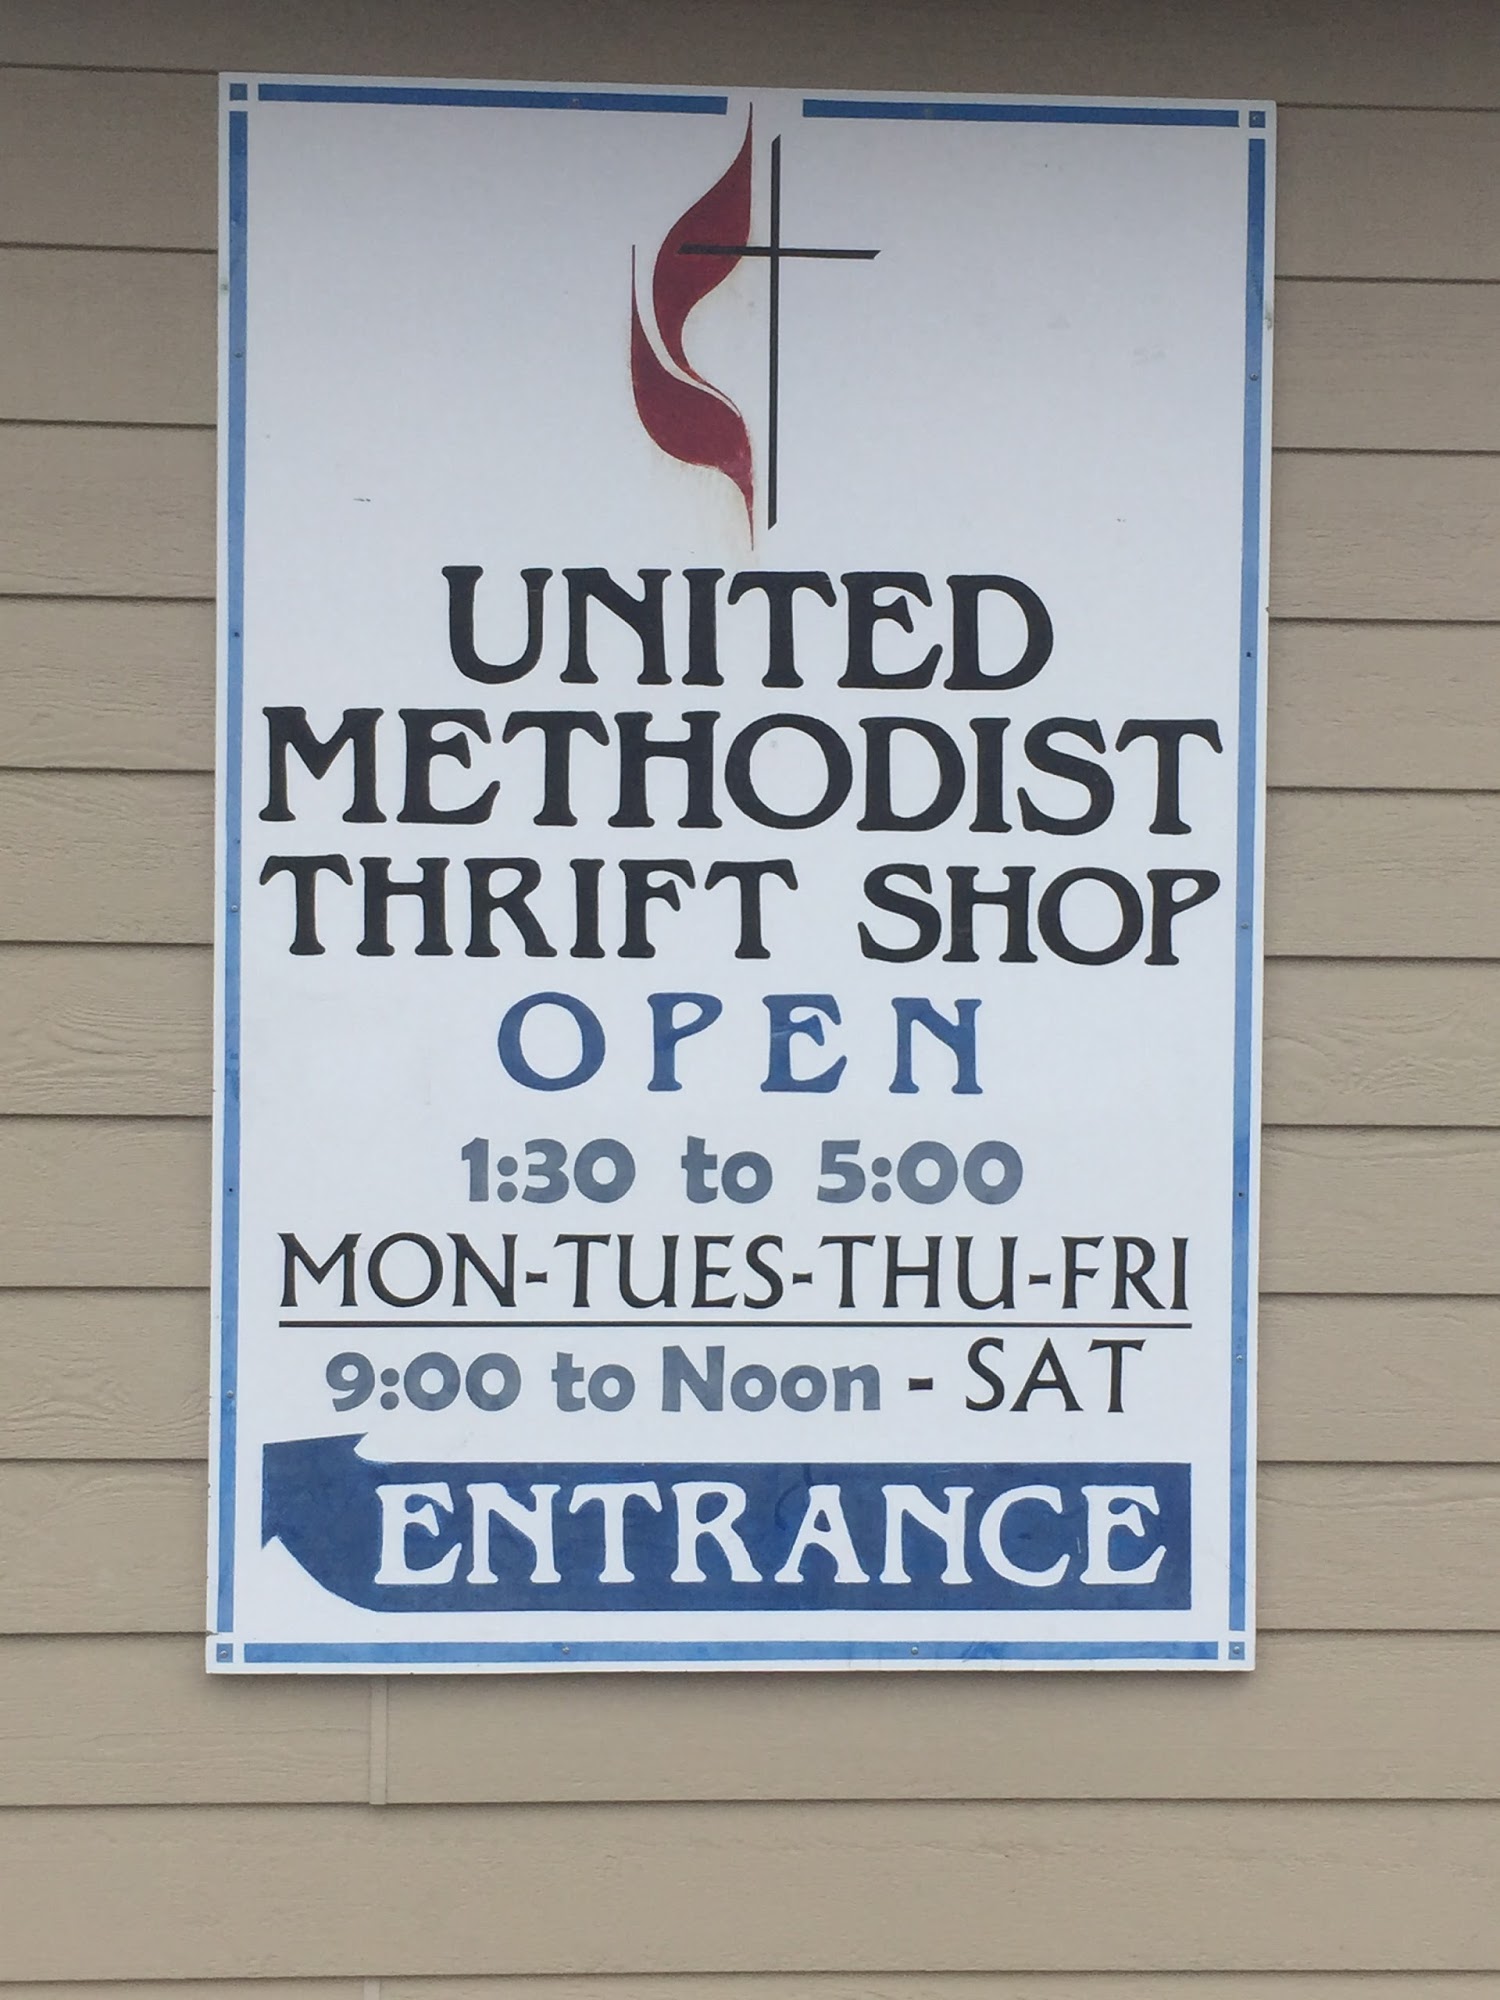 UNITED
METHODIST
THRIFT SHOP
OPEN
1:30 to 5:00
MON-TUES-THU-FRI
9:00 to Noon - SAT
ENTRANCE